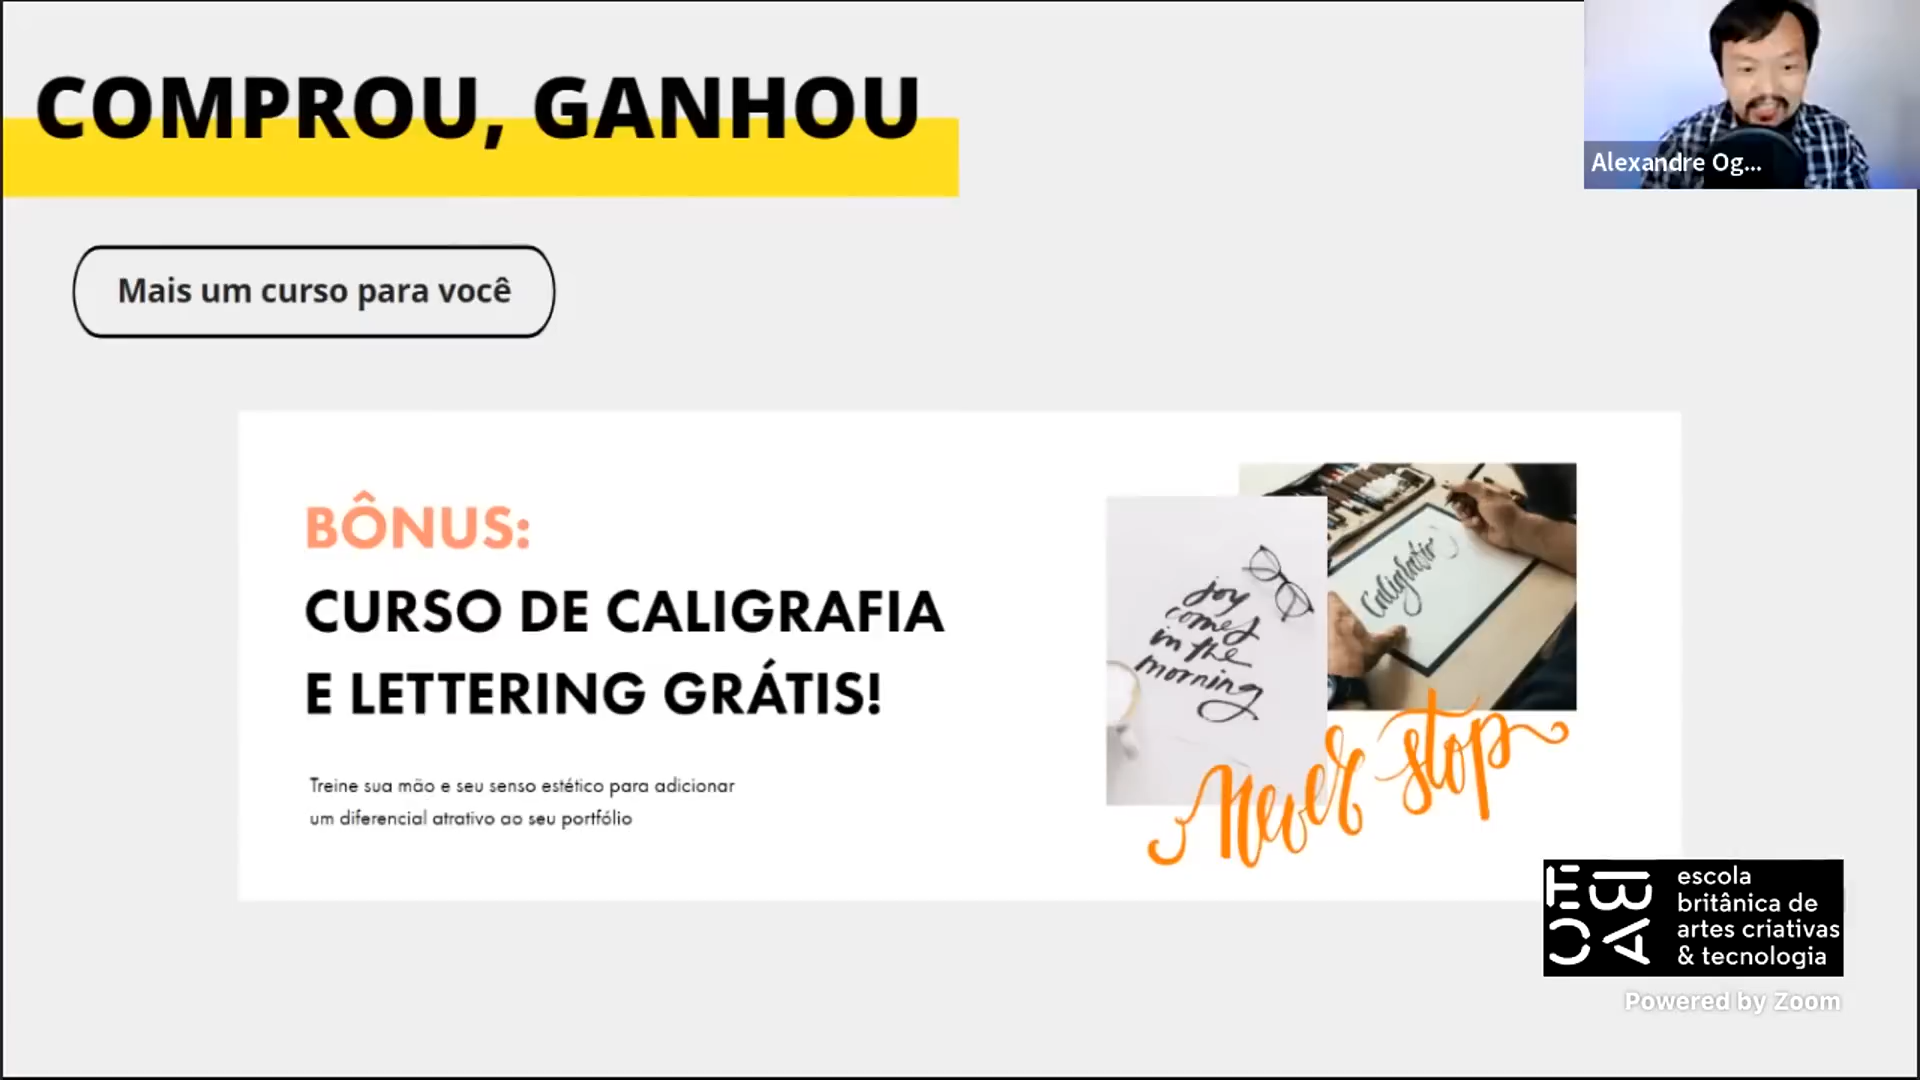 COMPROU, GANHOU
Alexandre Og...
Mais um curso para você
BÔNUS:
CURSO DE CALIGRAFIA
E LETTERING GRÁTIS!
Treine sua mão e seu senso estético para adicionar
um diferencial atrativo ao seu portfólio
joy
comes
in the
morning
Caligrafia
Never stop
EBAC
escola
britânica de
artes criativas
& tecnologia
Powered by Zoom